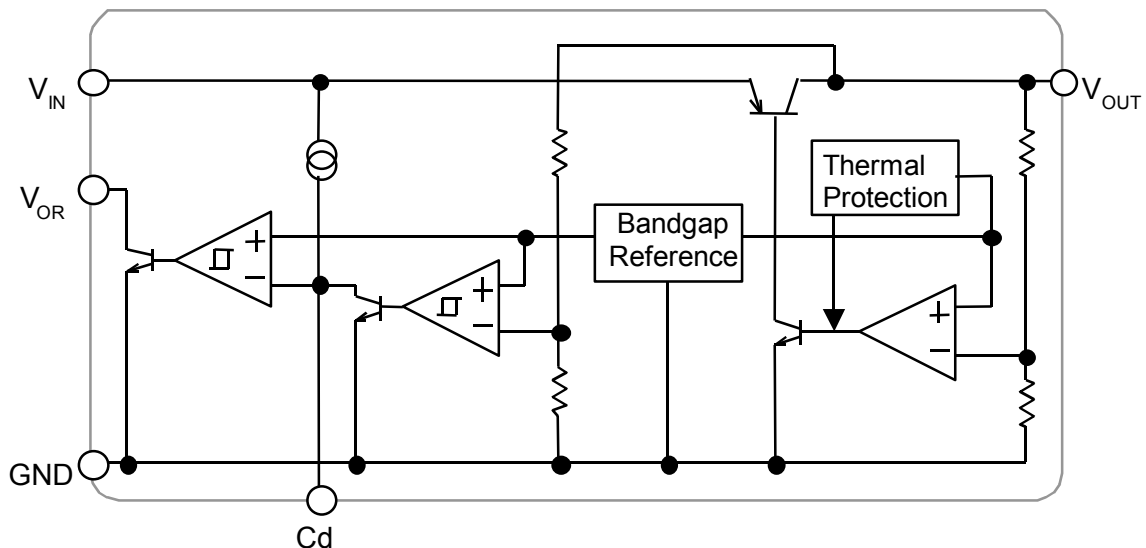 V_IN
V_OUT
Thermal
Protection
V_OR
Bandgap
Reference
+
−
+
−
+
−
GND
Cd